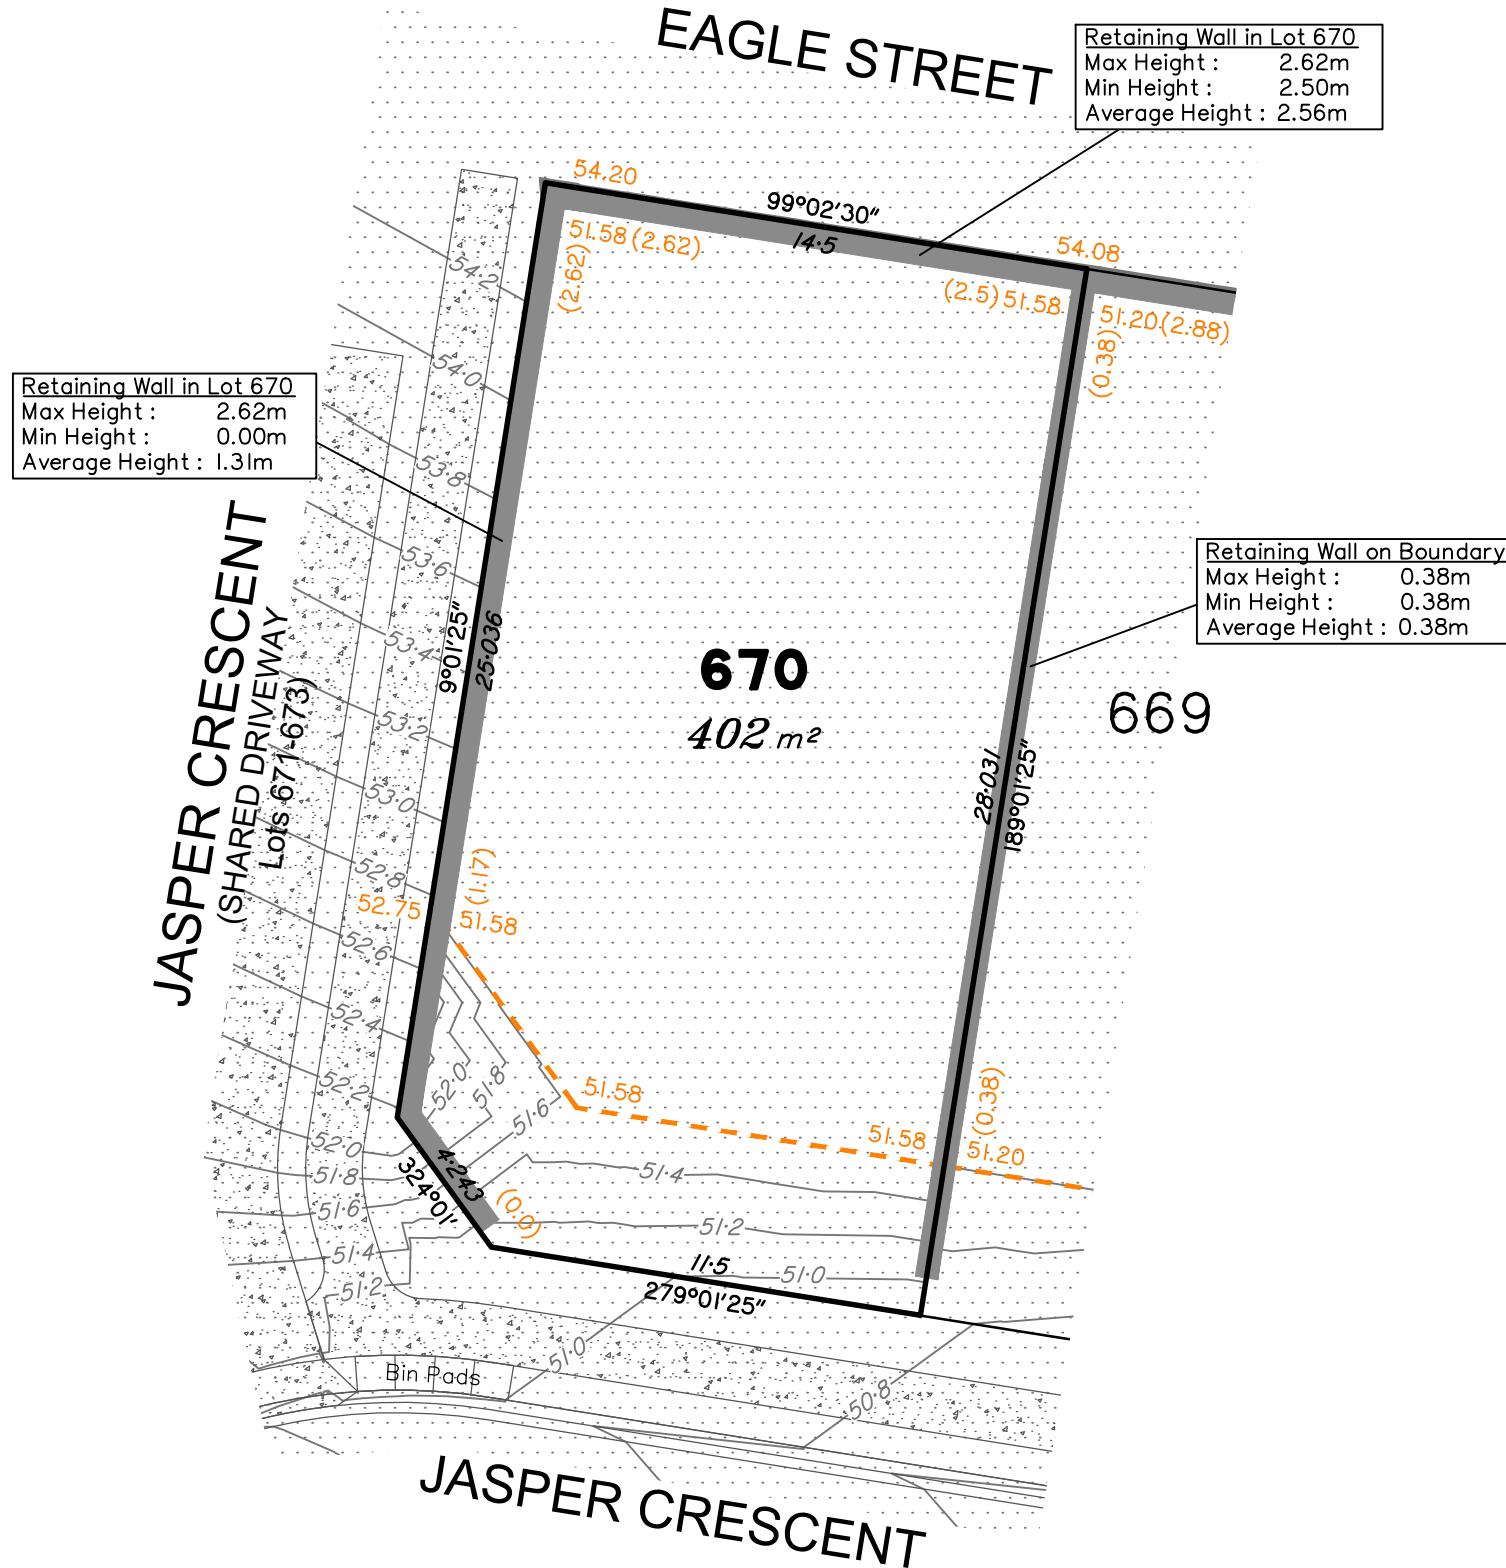 EAGLE STREET
Retaining Wall in Lot 670
Max Height : 2.62m
Min Height : 2.50m
Average Height : 2.56m
54.20
99°02'30"
14·5
54.08
51.58 (2.62)
(2.62)
(2.5) 51.58
51.20 (2.88)
(0.38)
54·2
54·0
53·8
53·6
53·4
53·2
53·0
52·8
52·6
52·4
52·2
52·0
51·8
51·6
51·4
51·2
Retaining Wall in Lot 670
Max Height : 2.62m
Min Height : 0.00m
Average Height : 1.31m
JASPER CRESCENT
(SHARED DRIVEWAY
Lots 671-673)
9°01'25"
25·036
Retaining Wall on Boundary
Max Height : 0.38m
Min Height : 0.38m
Average Height : 0.38m
670
402 m²
669
28·031
189°01'25"
(1.17)
52.75
51.58
52·0
51·8
51·6
51.58
51.58
(0.38)
51.20
4·243
324°01'
(0.0)
51·4
51·2
51·0
11·5
279°01'25"
51·0
50·8
Bin Pads
JASPER CRESCENT